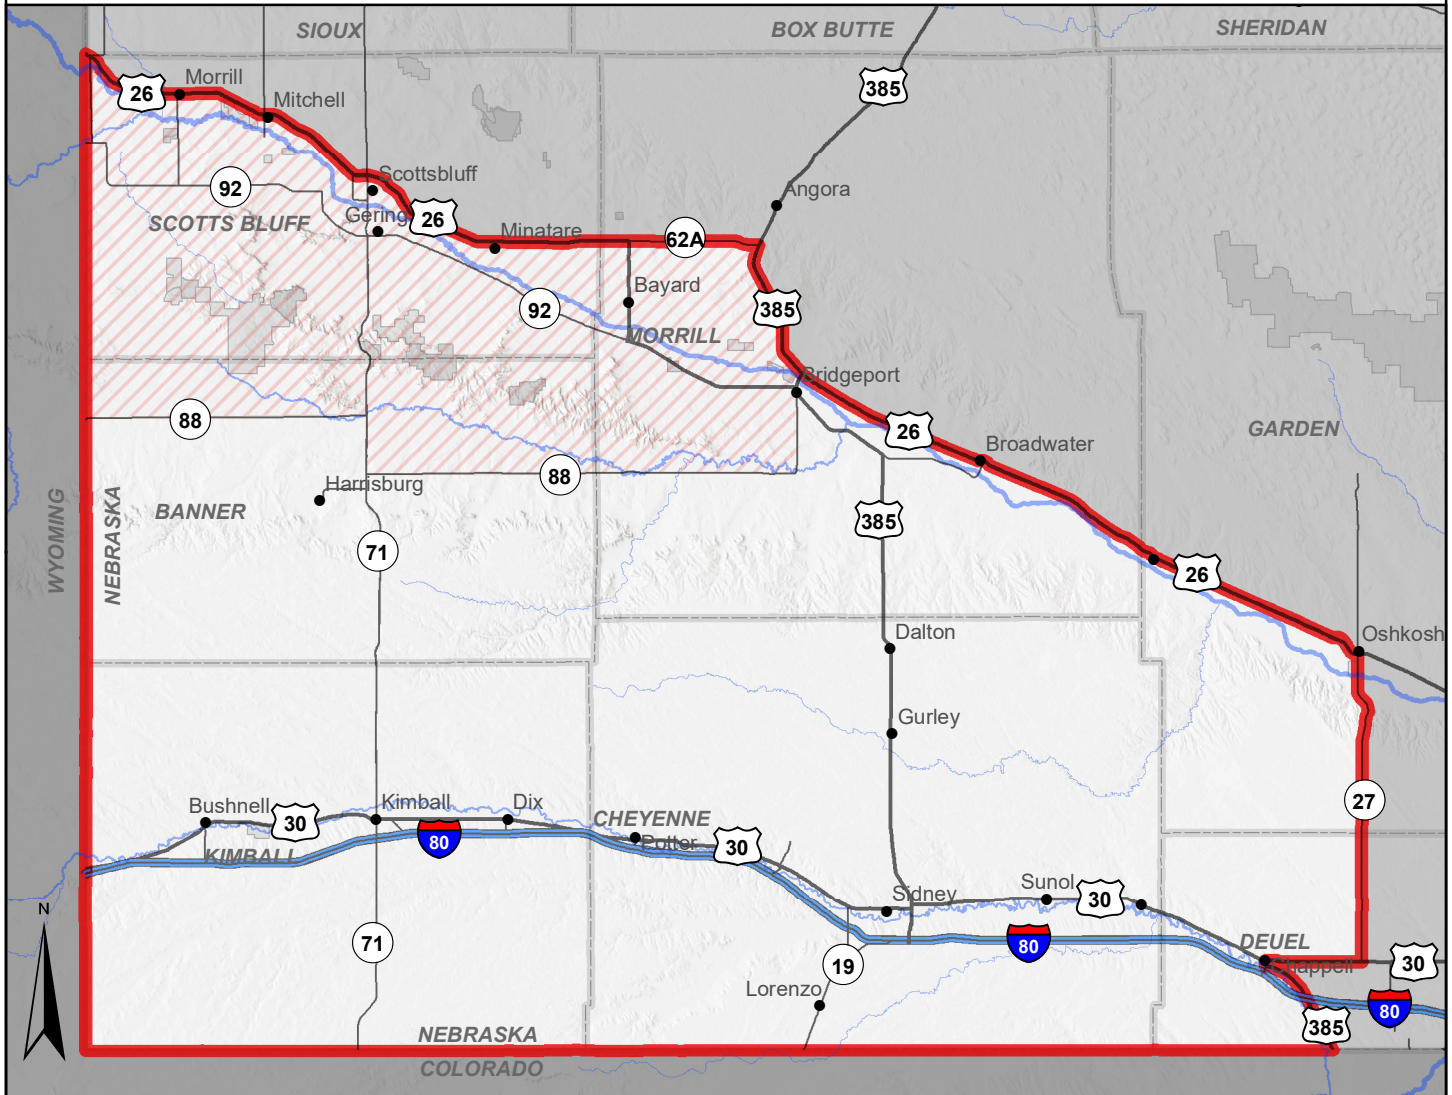 SIOUX
BOX BUTTE
SHERIDAN
Morrill
26
385
Mitchell
Scottsbluff
92
Angora
SCOTTS BLUFF
Gering
26
Minatare
62A
Bayard
92
385
MORRILL
Bridgeport
88
26
GARDEN
Broadwater
88
Harrisburg
WYOMING
NEBRASKA
BANNER
385
71
26
Dalton
Oshkosh
Gurley
27
Bushnell
30
Kimball
Dix
CHEYENNE
80
Potter
30
KIMBALL
Sidney
Sunol
30
N
71
80
DEUEL
19
Chappell
30
Lorenzo
80
385
NEBRASKA
COLORADO